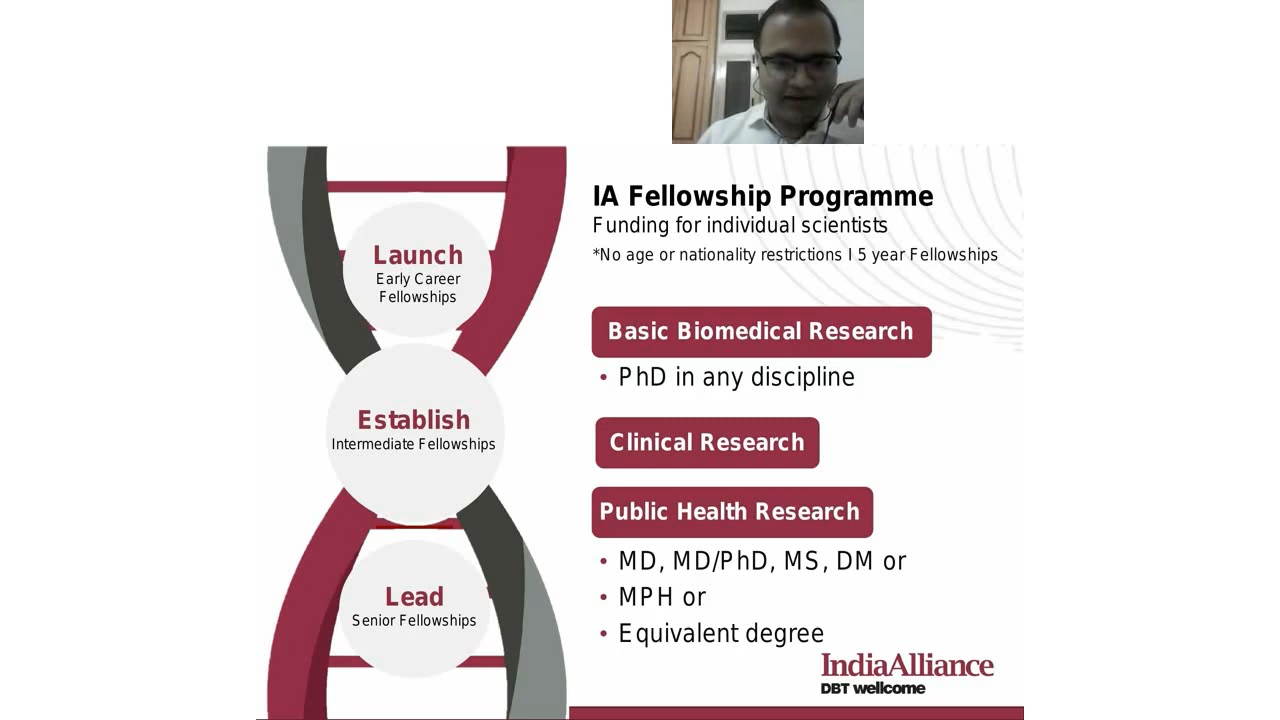 Launch
Early Career
Fellowships
Establish
Intermediate Fellowships
Lead
Senior Fellowships
IA Fellowship Programme
Funding for individual scientists
*No age or nationality restrictions I 5 year Fellowships
Basic Biomedical Research
• PhD in any discipline
Clinical Research
Public Health Research
• MD, MD/PhD, MS, DM or
• MPH or
• Equivalent degree
IndiaAlliance
DBT wellcome